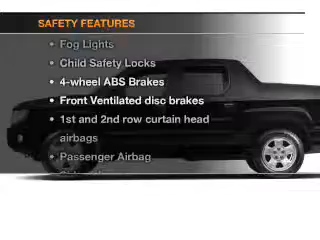 SAFETY FEATURES
• Fog Lights
• Child Safety Locks
• 4-wheel ABS Brakes
• Front Ventilated disc brakes
• 1st and 2nd row curtain head
airbags
• Passenger Airbag